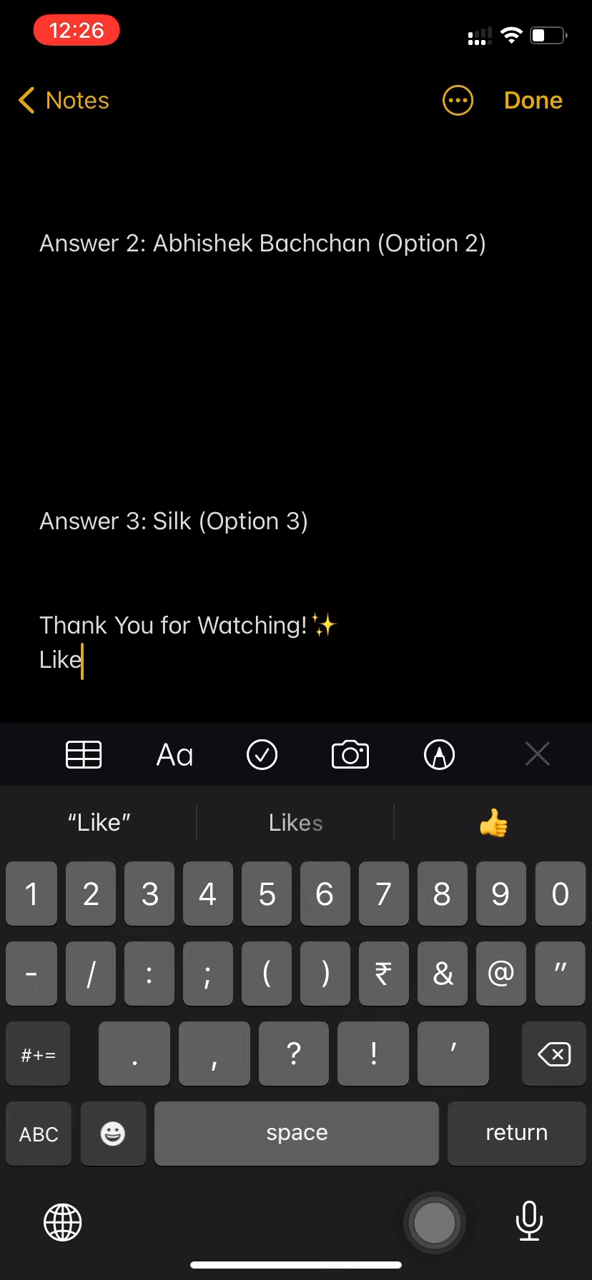 12:26
Notes
Done
Answer 2: Abhishek Bachchan (Option 2)
Answer 3: Silk (Option 3)
Thank You for Watching!✨
Like
Aa
“Like” Likes 👍
1 2 3 4 5 6 7 8 9 0
- / : ; ( ) ₹ & @ "
#+= . , ? ! '
ABC space return